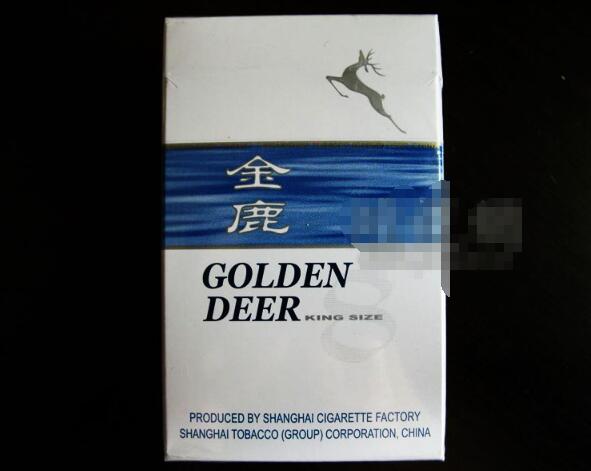 金
鹿
GOLDEN
DEER KING SIZE
PRODUCED BY SHANGHAI CIGARETTE FACTORY
SHANGHAI TOBACCO (GROUP) CORPORATION, CHINA